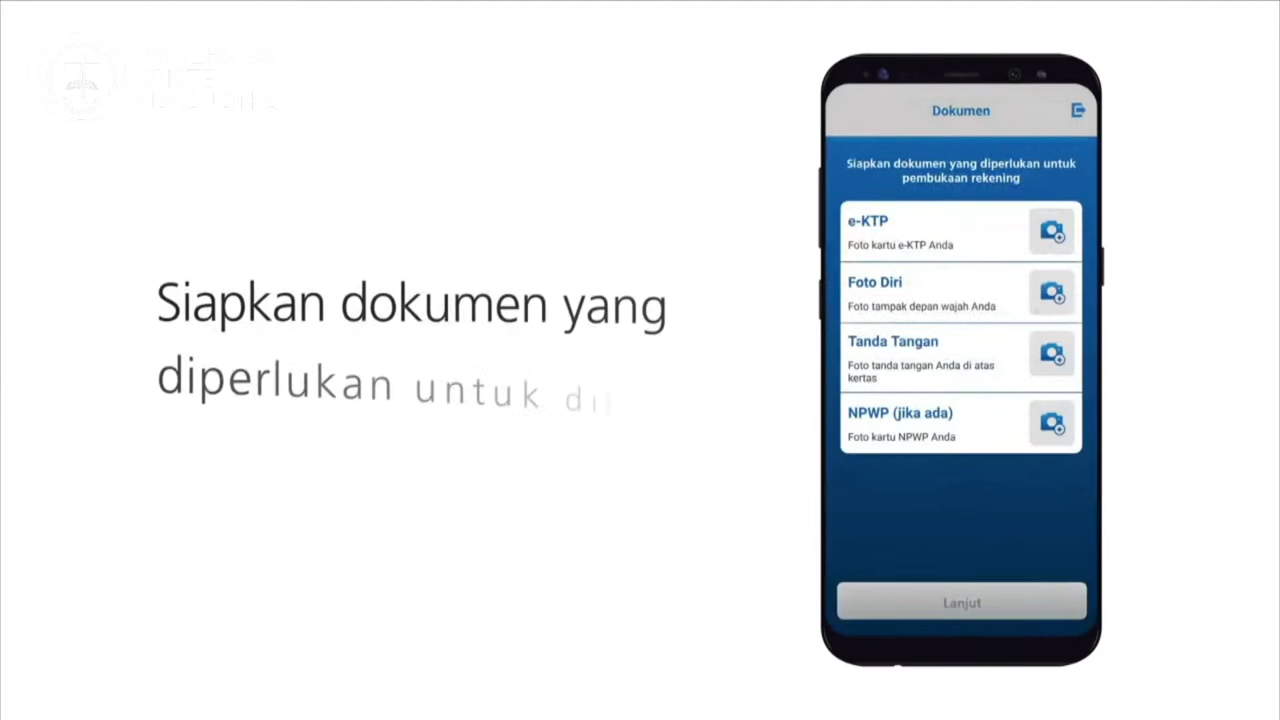 Siapkan dokumen yang
diperlukan untuk di
Dokumen
Siapkan dokumen yang diperlukan untuk
pembukaan rekening
e-KTP
Foto kartu e-KTP Anda
Foto Diri
Foto tampak depan wajah Anda
Tanda Tangan
Foto tanda tangan Anda di atas
kertas
NPWP (jika ada)
Foto kartu NPWP Anda
Lanjut